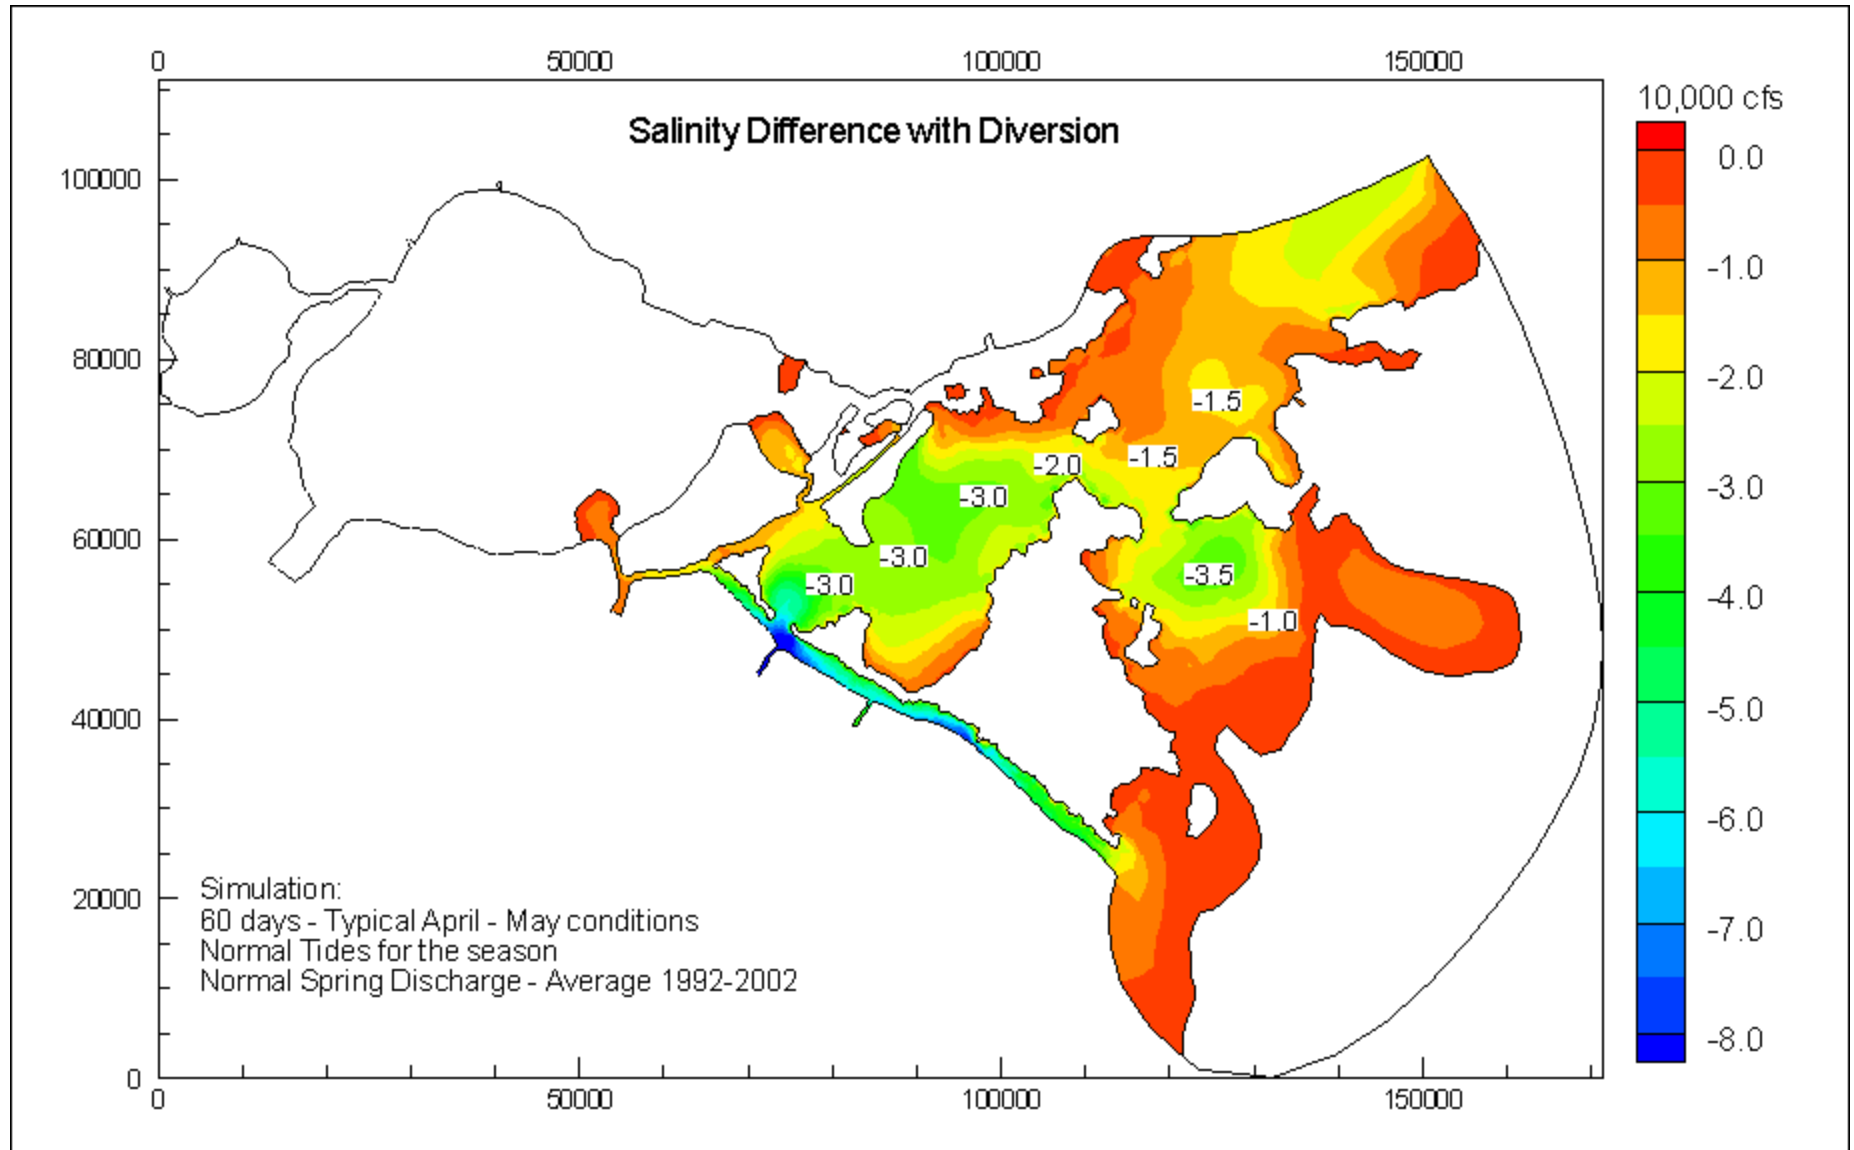 0 50000 100000 150000
10,000 cfs
Salinity Difference with Diversion
0.0
100000
-1.0
80000
-2.0
-1.5
-1.5
-2.0
-3.0
-3.0
60000
-3.0
-3.5
-3.0
-4.0
-1.0
40000
-5.0
-6.0
Simulation:
20000
60 days - Typical April - May conditions
-7.0
Normal Tides for the season
Normal Spring Discharge - Average 1992-2002
-8.0
0
0 50000 100000 150000